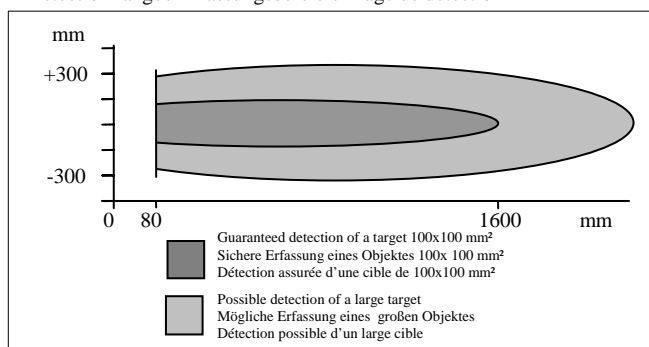 mm
+300
-300
0 80 1600 mm
Guaranteed detection of a target 100x100 mm²
Sichere Erfassung eines Objektes 100x 100 mm²
Détection assurée d'une cible de 100x100 mm²
Possible detection of a large target
Mögliche Erfassung eines  großen Objektes
Détection possible d'un large cible